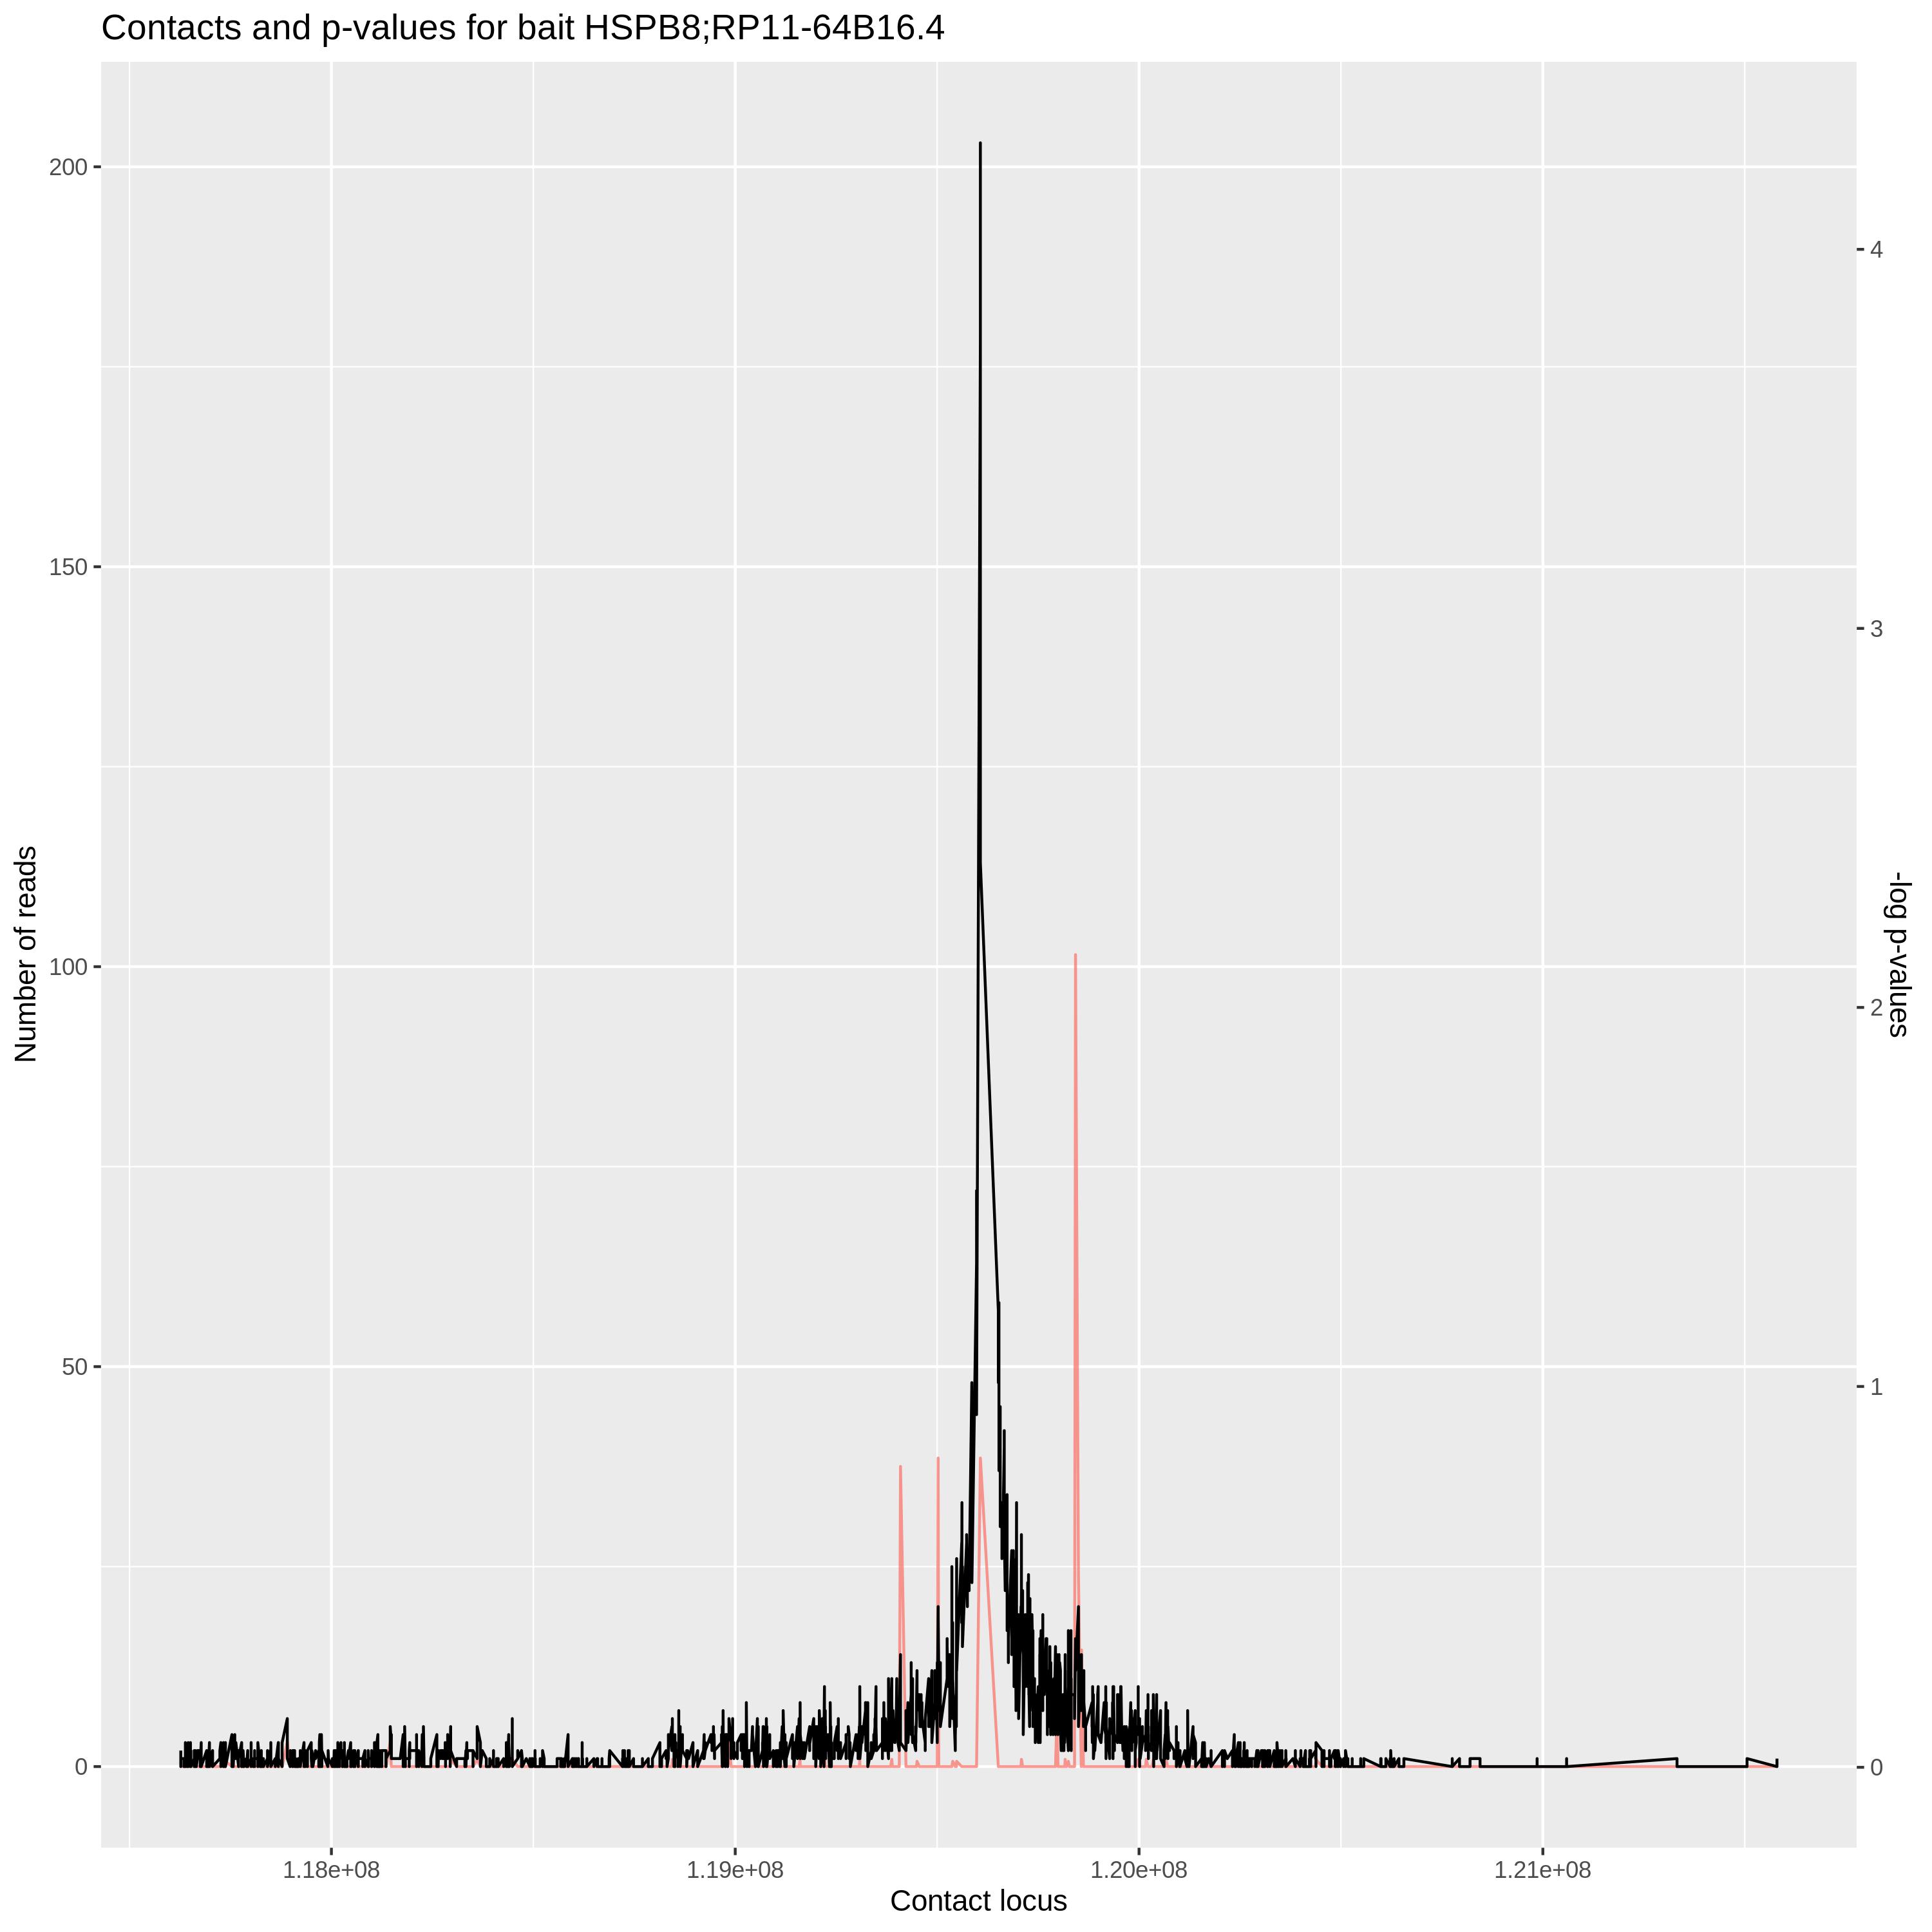 Contacts and p-values for bait HSPB8;RP11-64B16.4
200
150
100
50
0
Number of reads
4
3
2
1
0
-log p-values
1.18e+08
1.19e+08
1.20e+08
1.21e+08
Contact locus